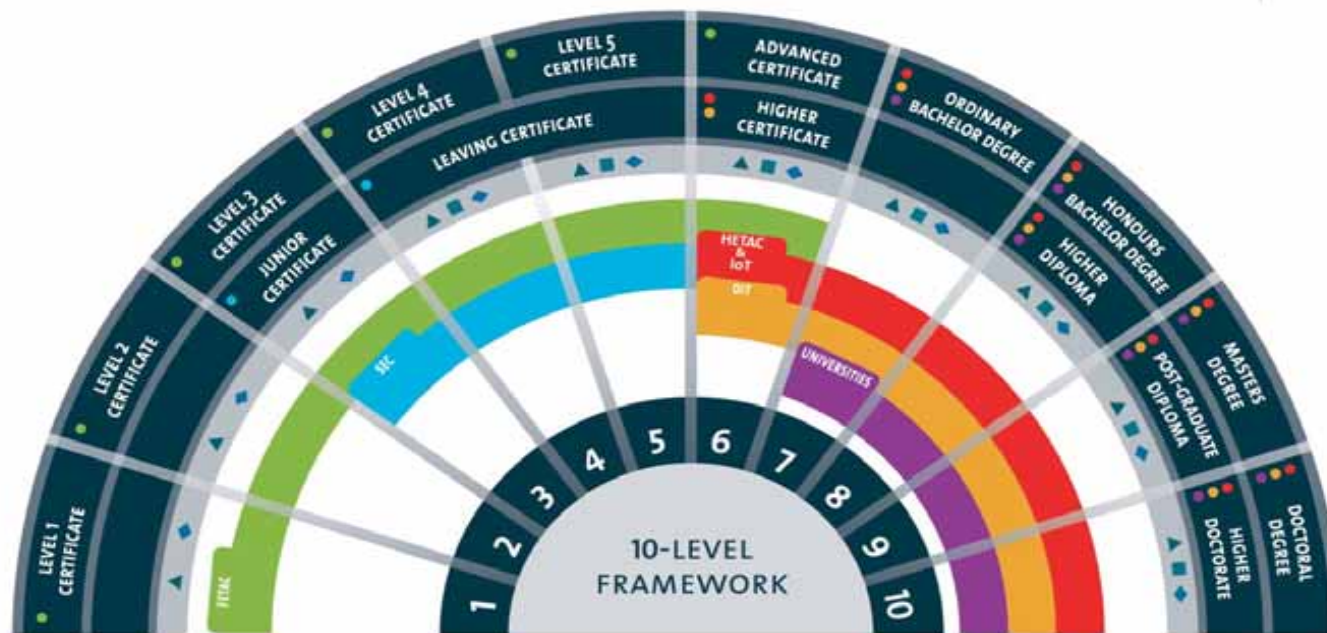 LEVEL 1
CERTIFICATE
LEVEL 2
CERTIFICATE
LEVEL 3
CERTIFICATE
JUNIOR
CERTIFICATE
LEVEL 4
CERTIFICATE
LEVEL 5
CERTIFICATE
LEAVING CERTIFICATE
ADVANCED
CERTIFICATE
HIGHER
CERTIFICATE
ORDINARY
BACHELOR DEGREE
HONOURS
BACHELOR DEGREE
HIGHER
DIPLOMA
MASTERS
DEGREE
POST-GRADUATE
DIPLOMA
DOCTORAL
DEGREE
HIGHER
DOCTORATE
FETAC
SEC
HETAC
&
IoT
DIT
UNIVERSITIES
1
2
3
4
5
6
7
8
9
10
10-LEVEL
FRAMEWORK